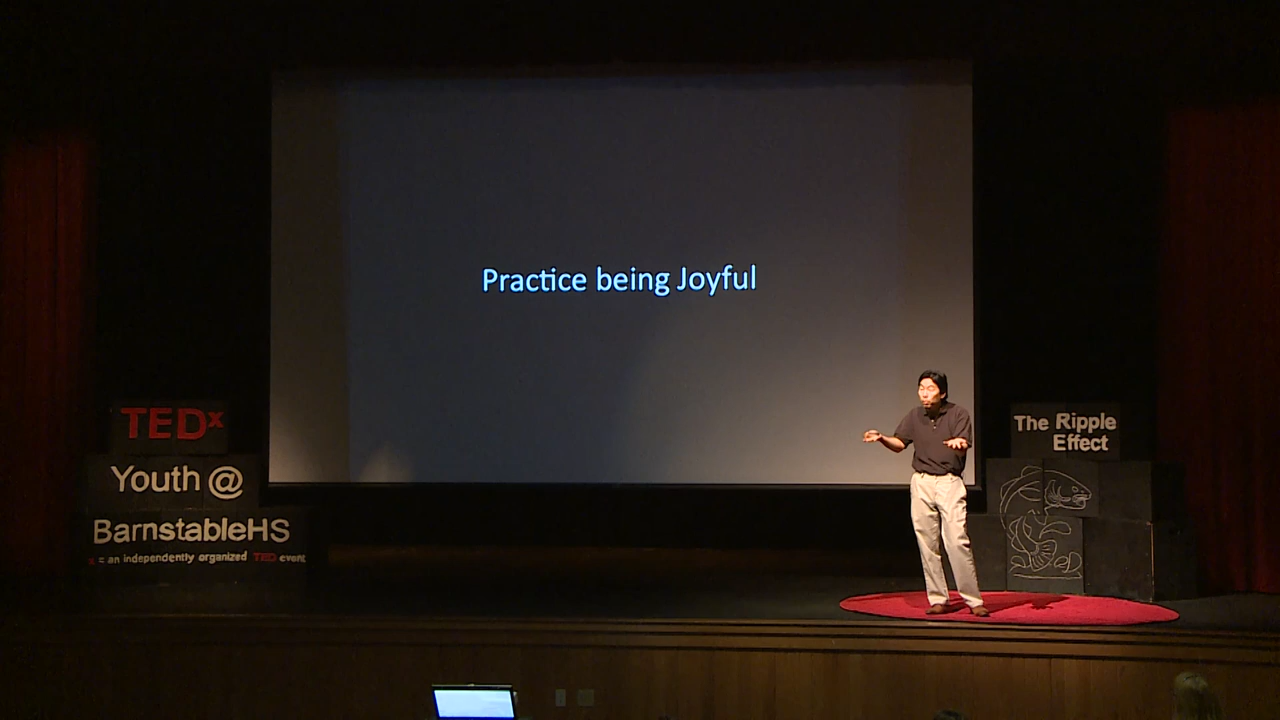 Practice being Joyful
TEDx
Youth @
BarnstableHS
x = an independently organized TED event
The Ripple
Effect